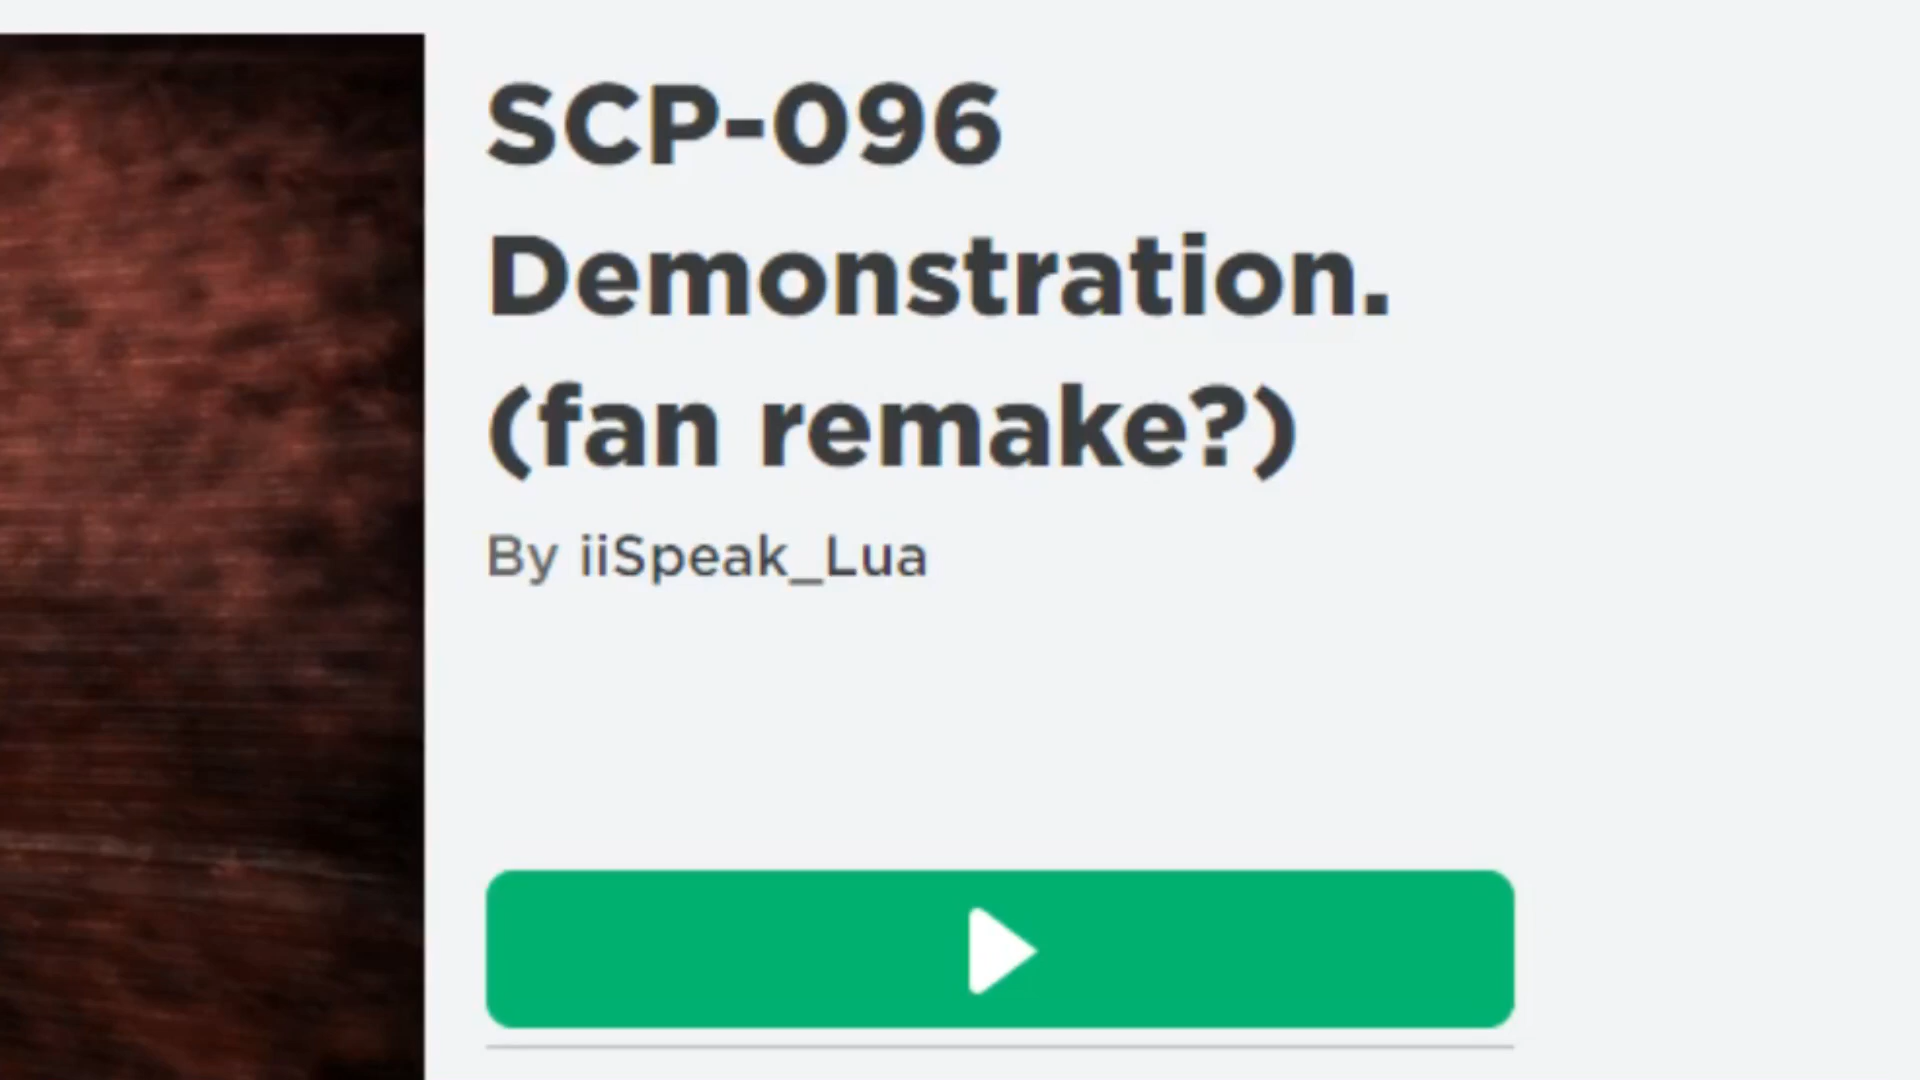 SCP-096
Demonstration.
(fan remake?)
By iiSpeak_Lua